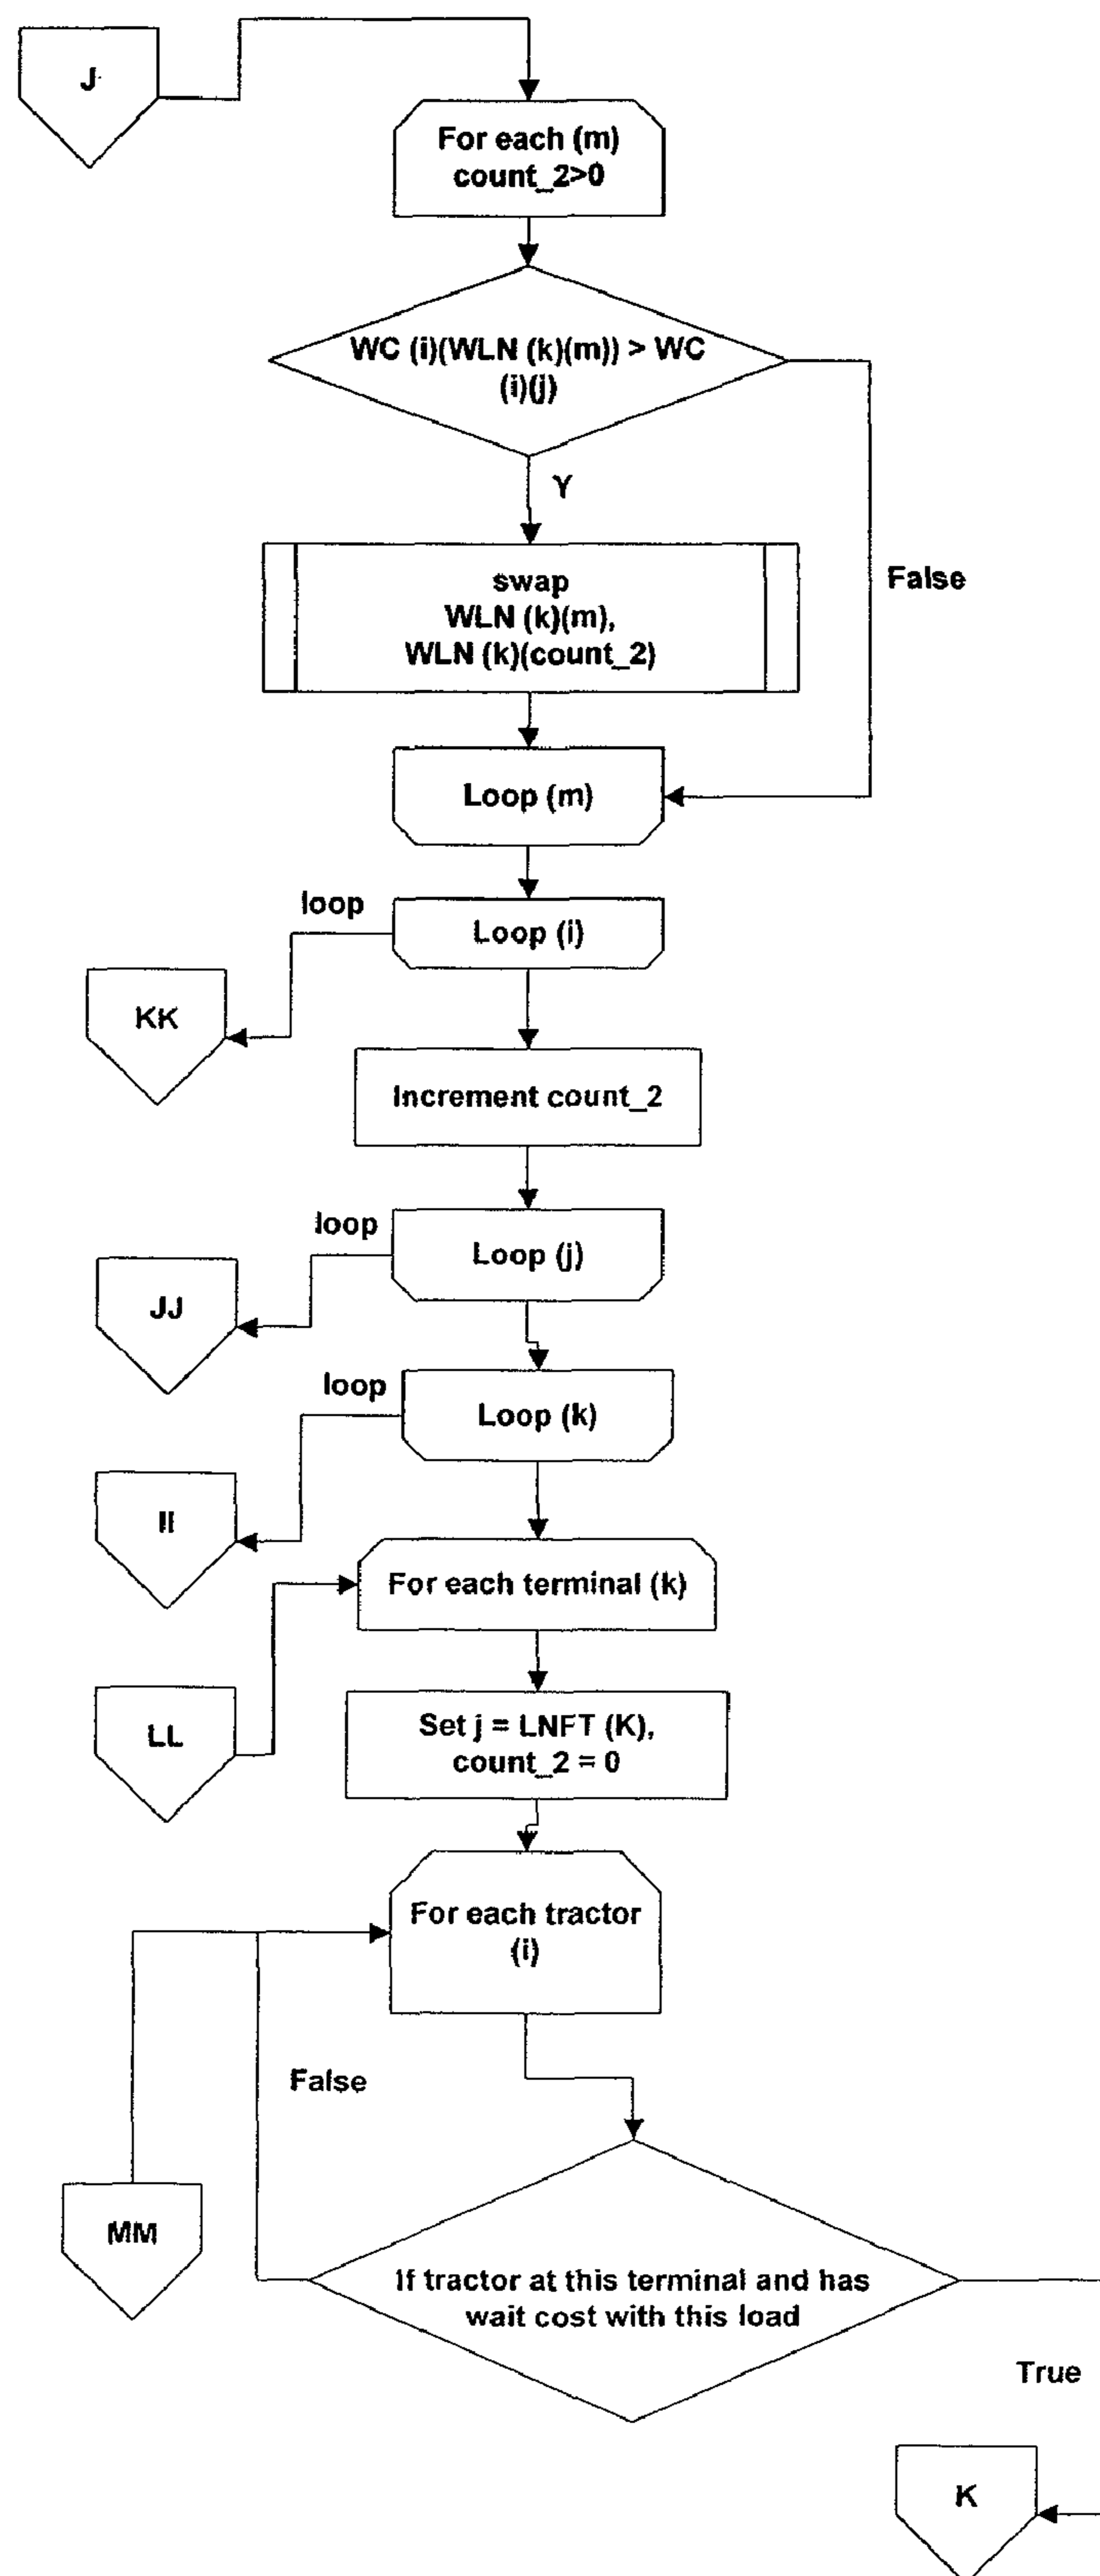 J
For each (m)
count_2>0
WC (i)(WLN (k)(m)) > WC
(i)(j)
Y
False
swap
WLN (k)(m),
WLN (k)(count_2)
Loop (m)
loop
Loop (i)
KK
Increment count_2
loop
Loop (j)
JJ
loop
Loop (k)
II
For each terminal (k)
LL
Set j = LNFT (K),
count_2 = 0
For each tractor
(i)
False
MM
If tractor at this terminal and has
wait cost with this load
True
K